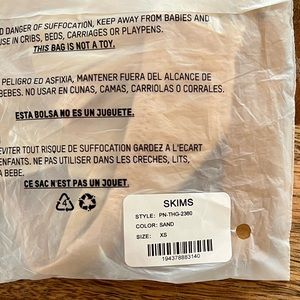 O DANGER OF SUFFOCATION, KEEP AWAY FROM BABIES AND
USE IN CRIBS, BEDS, CARRIAGES OR PLAYPENS.
THIS BAG IS NOT A TOY.
PELIGRO ED ASFIXIA, MANTENER FUERA DEL ALCANCE DE
BEBES. NO USAR EN CUNAS, CAMAS, CARRIOLAS O CORRALES.
ESTA BOLSA NO ES UN JUGUETE.
EVITER TOUT RISQUE DE SUFFOCATION GARDEZ A L'ECART
ENFANTS. NE PAS UTILISER DANS LES CRECHES, LITS,
A BEBE.
CE SAC N'EST PAS UN JOUET.
SKIMS
STYLE: PN-THG-2360
COLOR: SAND
SIZE: XS
194378883140